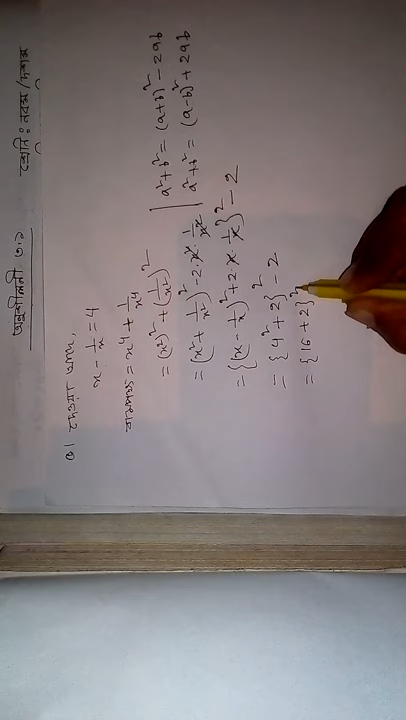 অনুশীলনী ৩.১ শ্রেণি: নবম/দশম
৩। দেওয়া আছে,
x - 1/x = 4
বামপক্ষ = x⁴ + 1/x⁴
= (x²)² + (1/x²)² | a² + b² = (a+b)² - 2ab
= (x² + 1/x²)² - 2·x²·1/x² | a² + b² = (a-b)² + 2ab
= {(x - 1/x)² + 2·x·1/x}² - 2
= {4² + 2}² - 2
= {16 + 2}²